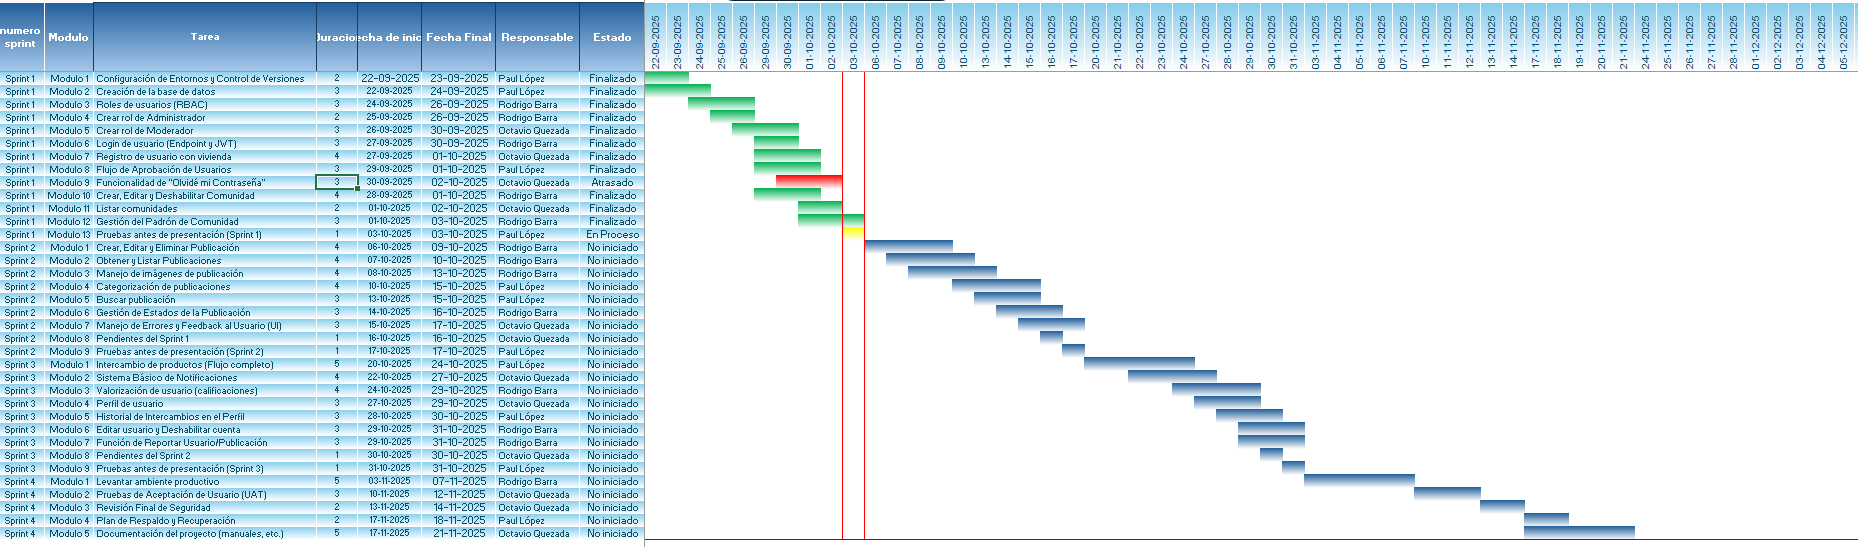 numero sprint Modulo Tarea Duracio echa de inic Fecha Final Responsable Estado 22-09-2025 23-09-2025 24-09-2025 25-09-2025 26-09-2025 29-09-2025 30-09-2025 01-10-2025 02-10-2025 03-10-2025 06-10-2025 07-10-2025 08-10-2025 09-10-2025 10-10-2025 13-10-2025 14-10-2025 15-10-2025 16-10-2025 17-10-2025 20-10-2025 21-10-2025 22-10-2025 23-10-2025 24-10-2025 27-10-2025 28-10-2025 29-10-2025 30-10-2025 31-10-2025 03-11-2025 04-11-2025 05-11-2025 06-11-2025 07-11-2025 10-11-2025 11-11-2025 12-11-2025 13-11-2025 14-11-2025 17-11-2025 18-11-2025 19-11-2025 20-11-2025 21-11-2025 24-11-2025 25-11-2025 26-11-2025 27-11-2025 28-11-2025 01-12-2025 02-12-2025 03-12-2025 04-12-2025 05-12-2025
Sprint 1 Modulo 1 Configuración de Entornos y Control de Versiones 2 22-09-2025 23-09-2025 Paul López Finalizado
Sprint 1 Modulo 2 Creación de la base de datos 3 22-09-2025 24-09-2025 Paul López Finalizado
Sprint 1 Modulo 3 Roles de usuarios (RBAC) 3 24-09-2025 26-09-2025 Rodrigo Barra Finalizado
Sprint 1 Modulo 4 Crear rol de Administrador 2 25-09-2025 26-09-2025 Rodrigo Barra Finalizado
Sprint 1 Modulo 5 Crear rol de Moderador 3 26-09-2025 30-09-2025 Octavio Quezada Finalizado
Sprint 1 Modulo 6 Login de usuario (Endpoint y JWT) 3 27-09-2025 30-09-2025 Rodrigo Barra Finalizado
Sprint 1 Modulo 7 Registro de usuario con vivienda 4 27-09-2025 01-10-2025 Octavio Quezada Finalizado
Sprint 1 Modulo 8 Flujo de Aprobación de Usuarios 3 29-09-2025 01-10-2025 Paul López Finalizado
Sprint 1 Modulo 9 Funcionalidad de "Olvidé mi Contraseña" 3 30-09-2025 02-10-2025 Octavio Quezada Atrasado
Sprint 1 Modulo 10 Crear, Editar y Deshabilitar Comunidad 4 28-09-2025 01-10-2025 Rodrigo Barra Finalizado
Sprint 1 Modulo 11 Listar comunidades 2 01-10-2025 02-10-2025 Octavio Quezada Finalizado
Sprint 1 Modulo 12 Gestión del Padrón de Comunidad 3 01-10-2025 03-10-2025 Rodrigo Barra Finalizado
Sprint 1 Modulo 13 Pruebas antes de presentación (Sprint 1) 1 03-10-2025 03-10-2025 Paul López En Proceso
Sprint 2 Modulo 1 Crear, Editar y Eliminar Publicación 4 06-10-2025 09-10-2025 Rodrigo Barra No iniciado
Sprint 2 Modulo 2 Obtener y Listar Publicaciones 4 07-10-2025 10-10-2025 Rodrigo Barra No iniciado
Sprint 2 Modulo 3 Manejo de imágenes de publicación 4 08-10-2025 13-10-2025 Rodrigo Barra No iniciado
Sprint 2 Modulo 4 Categorización de publicaciones 4 10-10-2025 15-10-2025 Paul López No iniciado
Sprint 2 Modulo 5 Buscar publicación 3 13-10-2025 15-10-2025 Paul López No iniciado
Sprint 2 Modulo 6 Gestión de Estados de la Publicación 3 14-10-2025 16-10-2025 Rodrigo Barra No iniciado
Sprint 2 Modulo 7 Manejo de Errores y Feedback al Usuario (UI) 3 15-10-2025 17-10-2025 Octavio Quezada No iniciado
Sprint 2 Modulo 8 Pendientes del Sprint 1 1 16-10-2025 16-10-2025 Octavio Quezada No iniciado
Sprint 2 Modulo 9 Pruebas antes de presentación (Sprint 2) 1 17-10-2025 17-10-2025 Paul López No iniciado
Sprint 3 Modulo 1 Intercambio de productos (Flujo completo) 5 20-10-2025 24-10-2025 Paul López No iniciado
Sprint 3 Modulo 2 Sistema Básico de Notificaciones 4 22-10-2025 27-10-2025 Octavio Quezada No iniciado
Sprint 3 Modulo 3 Valorización de usuario (calificaciones) 4 24-10-2025 29-10-2025 Rodrigo Barra No iniciado
Sprint 3 Modulo 4 Perfil de usuario 3 27-10-2025 29-10-2025 Octavio Quezada No iniciado
Sprint 3 Modulo 5 Historial de Intercambios en el Perfil 3 28-10-2025 30-10-2025 Paul López No iniciado
Sprint 3 Modulo 6 Editar usuario y Deshabilitar cuenta 3 29-10-2025 31-10-2025 Rodrigo Barra No iniciado
Sprint 3 Modulo 7 Función de Reportar Usuario/Publicación 3 29-10-2025 31-10-2025 Rodrigo Barra No iniciado
Sprint 3 Modulo 8 Pendientes del Sprint 2 1 30-10-2025 30-10-2025 Octavio Quezada No iniciado
Sprint 3 Modulo 9 Pruebas antes de presentación (Sprint 3) 1 31-10-2025 31-10-2025 Paul López No iniciado
Sprint 4 Modulo 1 Levantar ambiente productivo 5 03-11-2025 07-11-2025 Rodrigo Barra No iniciado
Sprint 4 Modulo 2 Pruebas de Aceptación de Usuario (UAT) 3 10-11-2025 12-11-2025 Octavio Quezada No iniciado
Sprint 4 Modulo 3 Revisión Final de Seguridad 2 13-11-2025 14-11-2025 Octavio Quezada No iniciado
Sprint 4 Modulo 4 Plan de Respaldo y Recuperación 2 17-11-2025 18-11-2025 Paul López No iniciado
Sprint 4 Modulo 5 Documentación del proyecto (manuales, etc.) 5 17-11-2025 21-11-2025 Octavio Quezada No iniciado